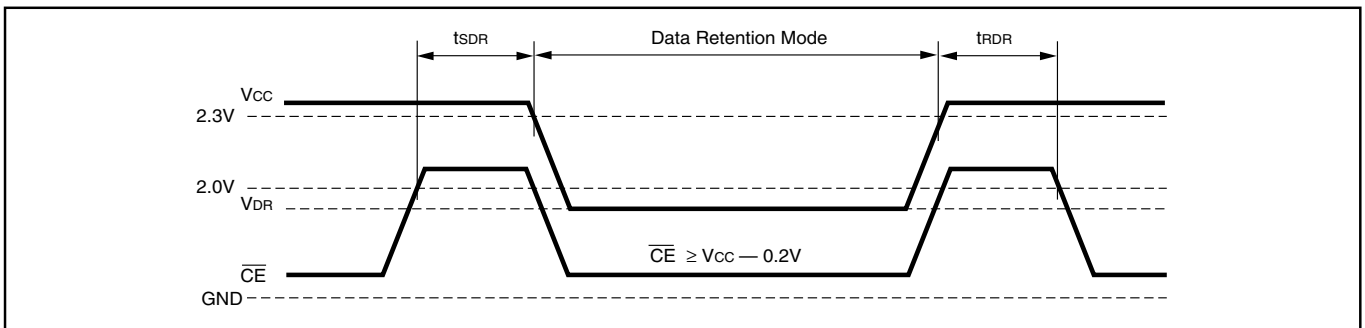 tSDR Data Retention Mode tRDR
VCC
2.3V
2.0V
VDR
CE ≥ VCC — 0.2V
CE
GND